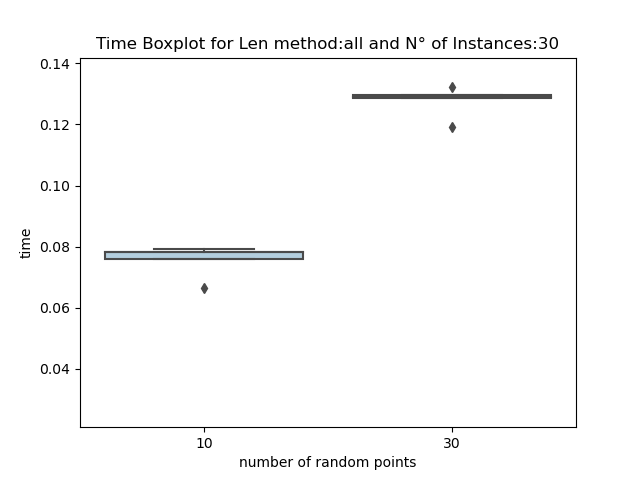 Time Boxplot for Len method:all and N° of Instances:30
0.14
0.12
0.10
0.08
0.06
0.04
time
10
30
number of random points